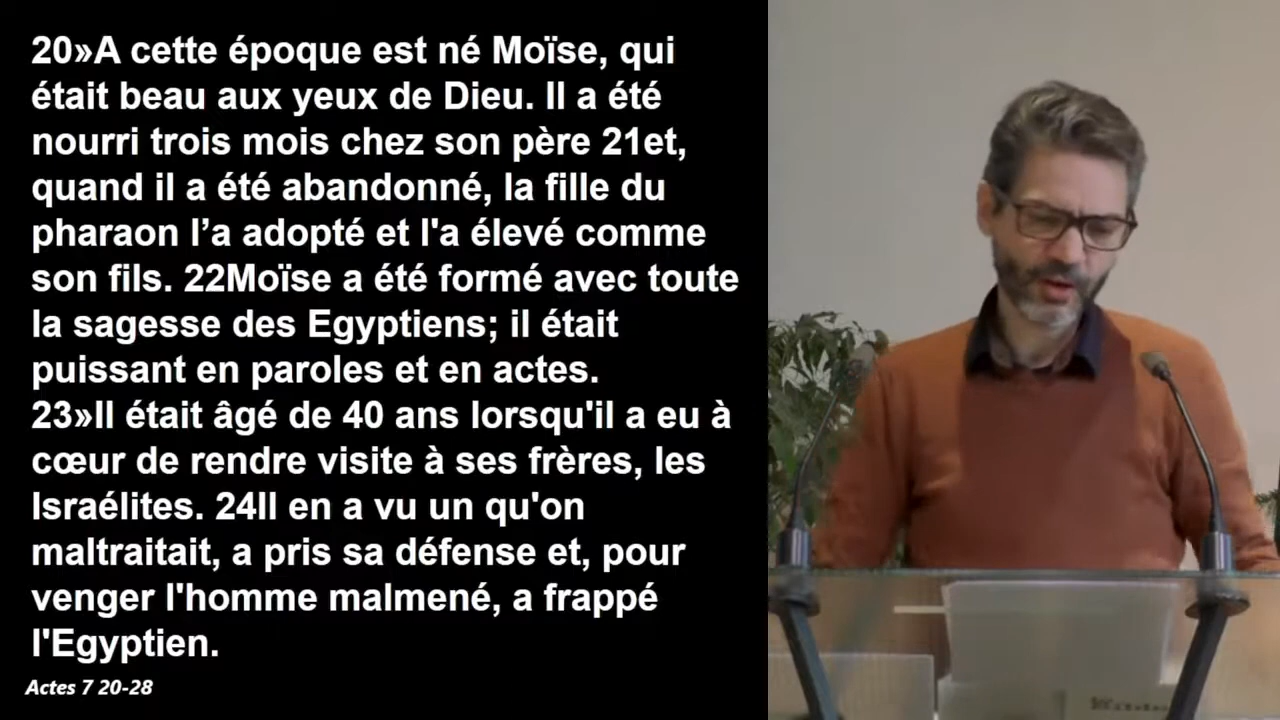 20»A cette époque est né Moïse, qui
était beau aux yeux de Dieu. Il a été
nourri trois mois chez son père 21et,
quand il a été abandonné, la fille du
pharaon l’a adopté et l'a élevé comme
son fils. 22Moïse a été formé avec toute
la sagesse des Egyptiens; il était
puissant en paroles et en actes.
23»Il était âgé de 40 ans lorsqu'il a eu à
cœur de rendre visite à ses frères, les
Israélites. 24Il en a vu un qu'on
maltraitait, a pris sa défense et, pour
venger l'homme malmené, a frappé
l'Egyptien.
Actes 7 20-28